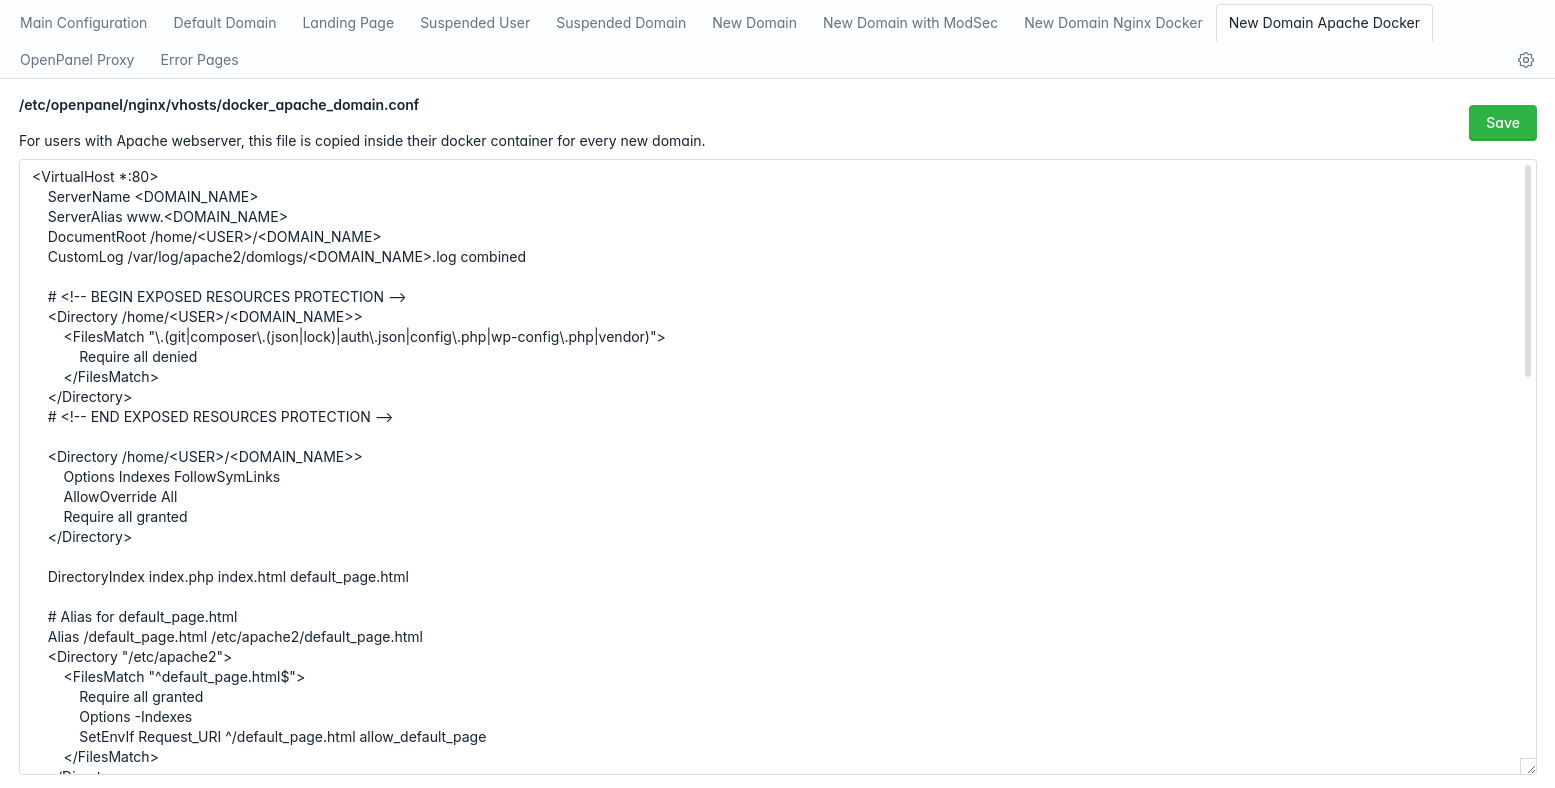 Main Configuration Default Domain Landing Page Suspended User Suspended Domain New Domain New Domain with ModSec New Domain Nginx Docker New Domain Apache Docker
OpenPanel Proxy Error Pages
/etc/openpanel/nginx/vhosts/docker_apache_domain.conf
Save
For users with Apache webserver, this file is copied inside their docker container for every new domain.
<VirtualHost *:80>
    ServerName <DOMAIN_NAME>
    ServerAlias www.<DOMAIN_NAME>
    DocumentRoot /home/<USER>/<DOMAIN_NAME>
    CustomLog /var/log/apache2/domlogs/<DOMAIN_NAME>.log combined

    # <!-- BEGIN EXPOSED RESOURCES PROTECTION -->
    <Directory /home/<USER>/<DOMAIN_NAME>>
        <FilesMatch "\.(git|composer\.(json|lock)|auth\.json|config\.php|wp-config\.php|vendor)">
            Require all denied
        </FilesMatch>
    </Directory>
    # <!-- END EXPOSED RESOURCES PROTECTION -->

    <Directory /home/<USER>/<DOMAIN_NAME>>
        Options Indexes FollowSymLinks
        AllowOverride All
        Require all granted
    </Directory>

    DirectoryIndex index.php index.html default_page.html

    # Alias for default_page.html
    Alias /default_page.html /etc/apache2/default_page.html
    <Directory "/etc/apache2">
        <FilesMatch "^default_page.html$">
            Require all granted
            Options -Indexes
            SetEnvIf Request_URI ^/default_page.html allow_default_page
        </FilesMatch>